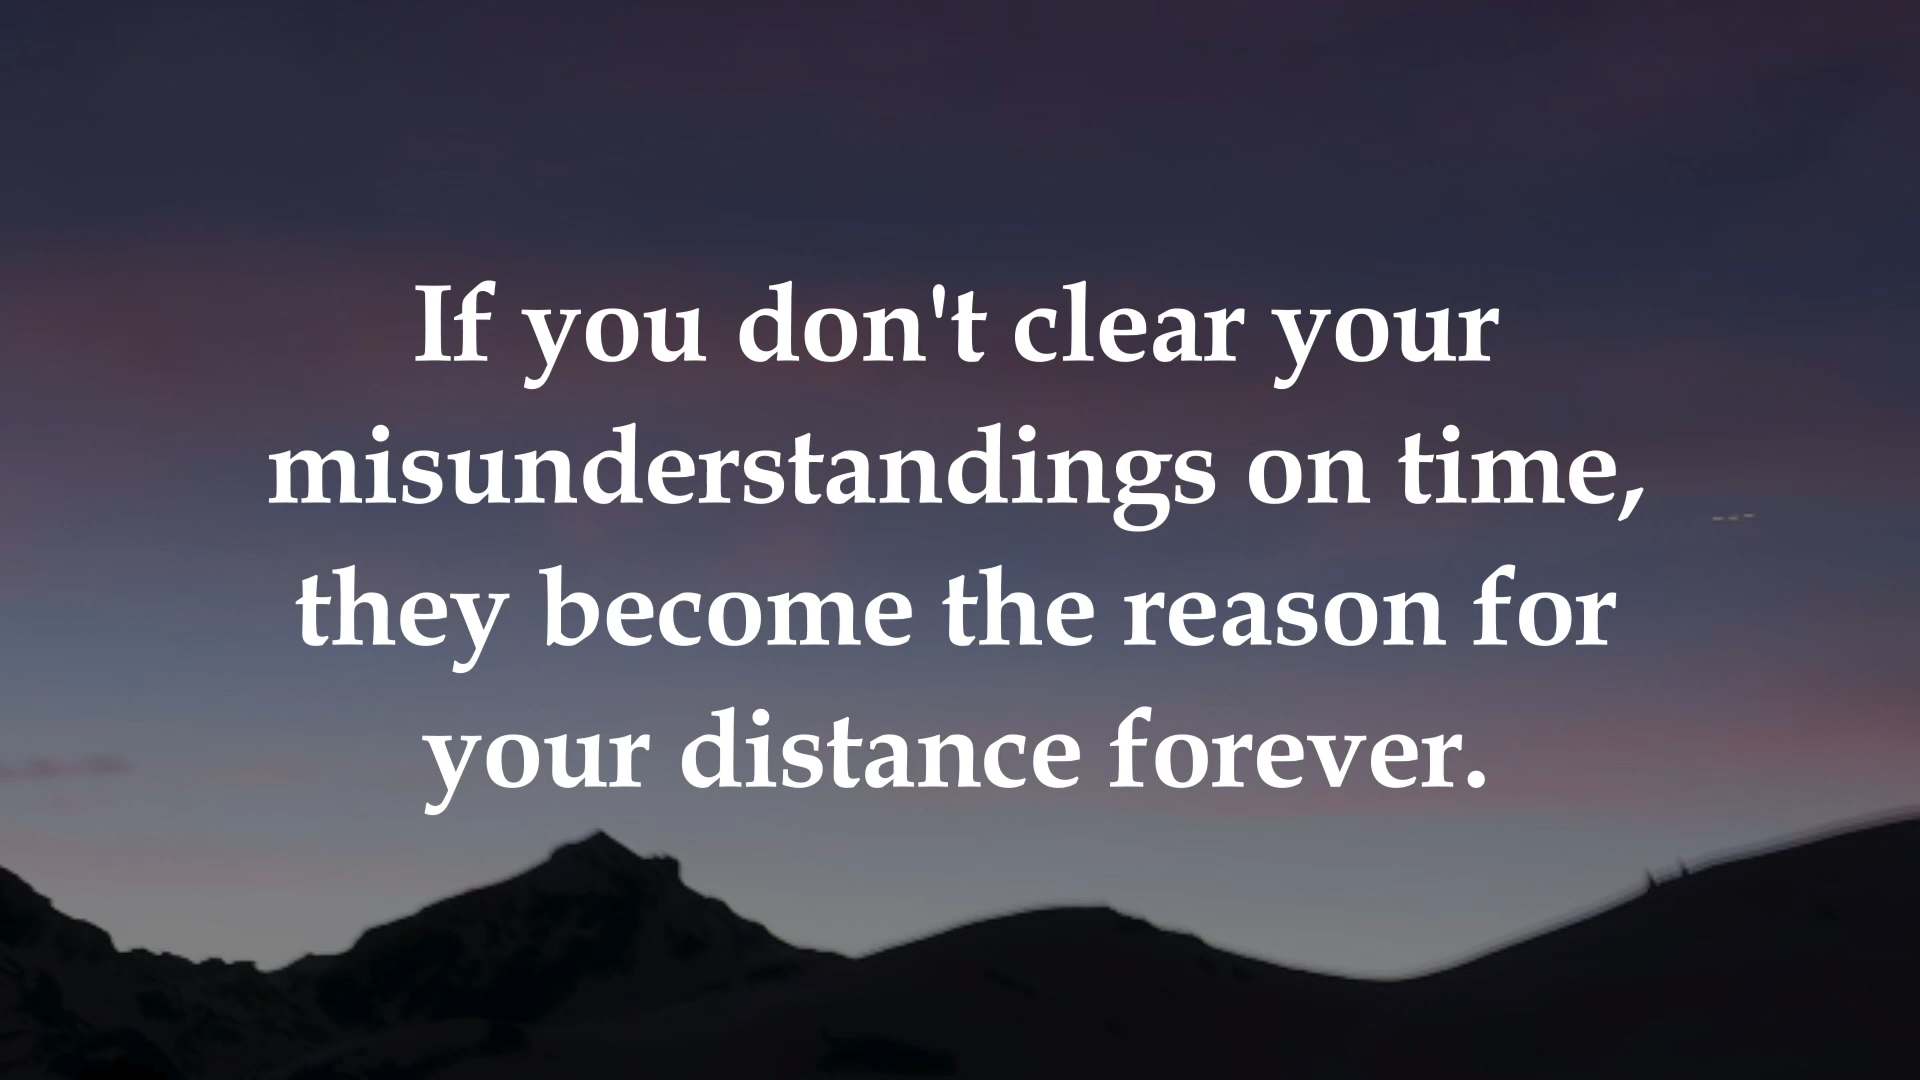 If you don't clear your
misunderstandings on time,
they become the reason for
your distance forever.